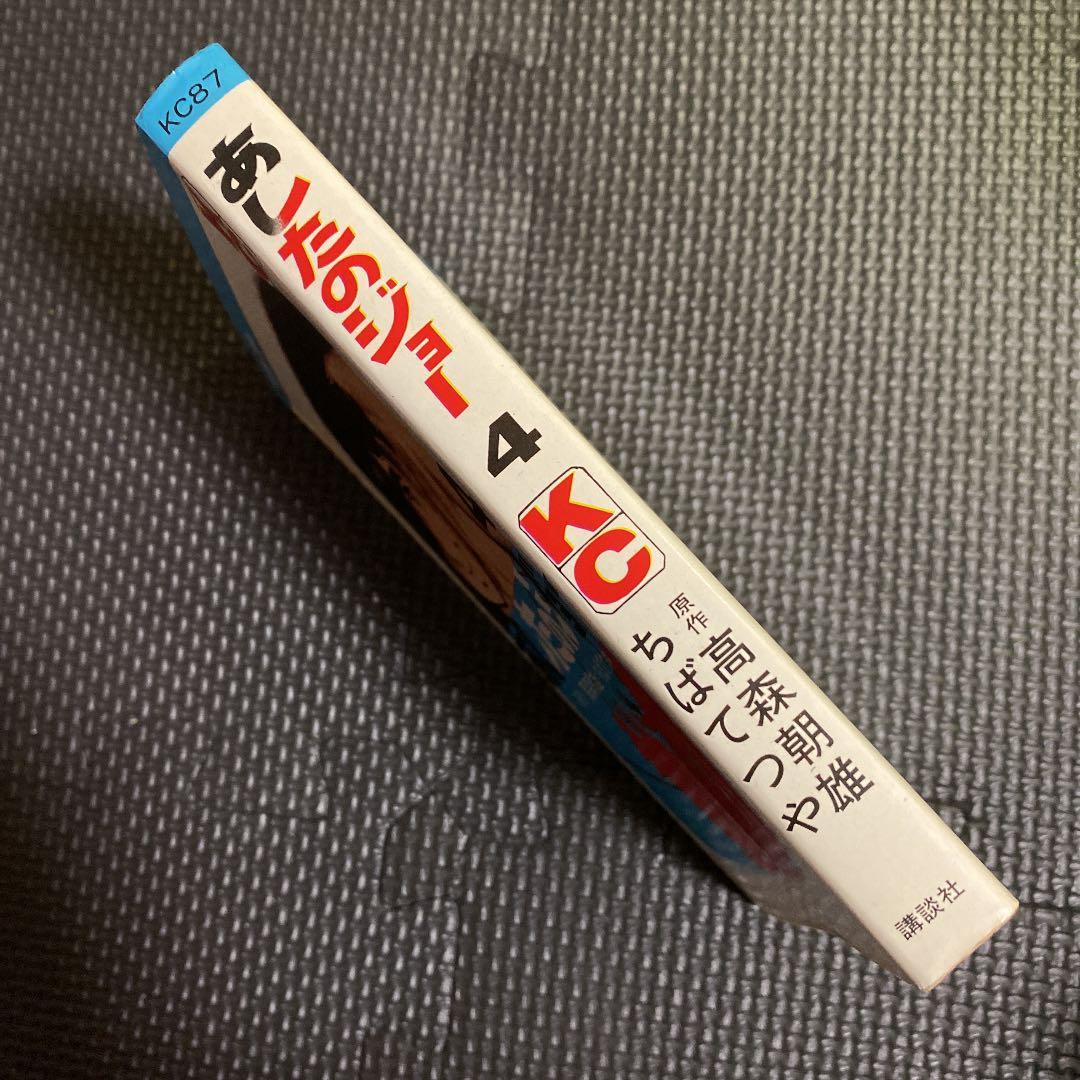 KC87
あしたのジョー
4
KC
原作
高森朝雄
ちばてつや
講談社